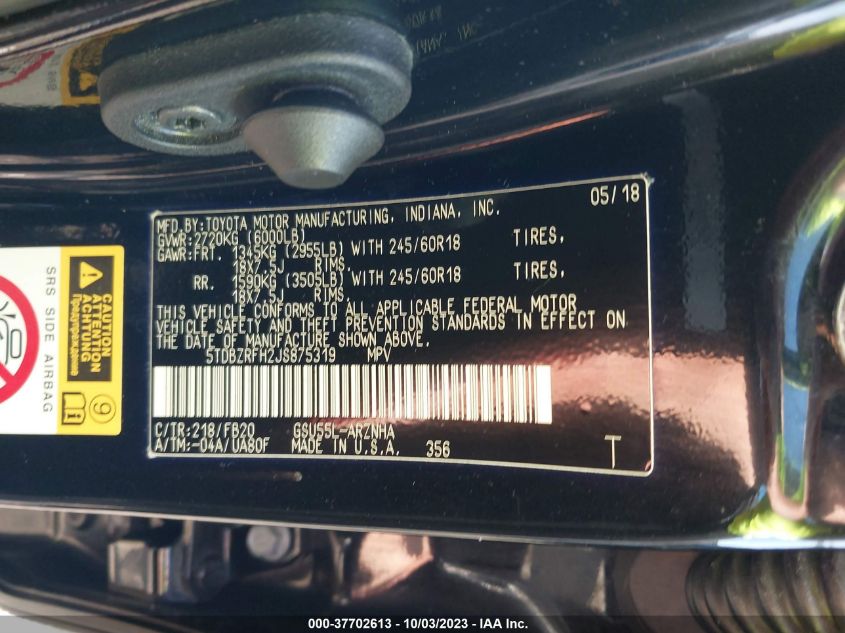 05/18
MFD.BY:TOYOTA MOTOR MANUFACTURING, INDIANA, INC.
GVWR:2720KG (6000LB)
GAWR:FRT. 1345KG (2955LB) WITH 245/60R18 TIRES,
18X7.5J RIMS.
RR. 1590KG (3505LB) WITH 245/60R18 TIRES,
18X7.5J RIMS.
THIS VEHICLE CONFORMS TO ALL APPLICABLE FEDERAL MOTOR
VEHICLE SAFETY AND THEFT PREVENTION STANDARDS IN EFFECT ON
THE DATE OF MANUFACTURE SHOWN ABOVE.
5TDBZRFH2JS875319 MPV
C/TR:218/FB20 GSU55L-ARZNHA
A/TM:-04A/UA80F MADE IN U.S.A. 356 T
CAUTION
ATTENTION
ACHTUNG
Предупреждение
SRS SIDE AIRBAG
9
000-37702613 - 10/03/2023 - IAA Inc.